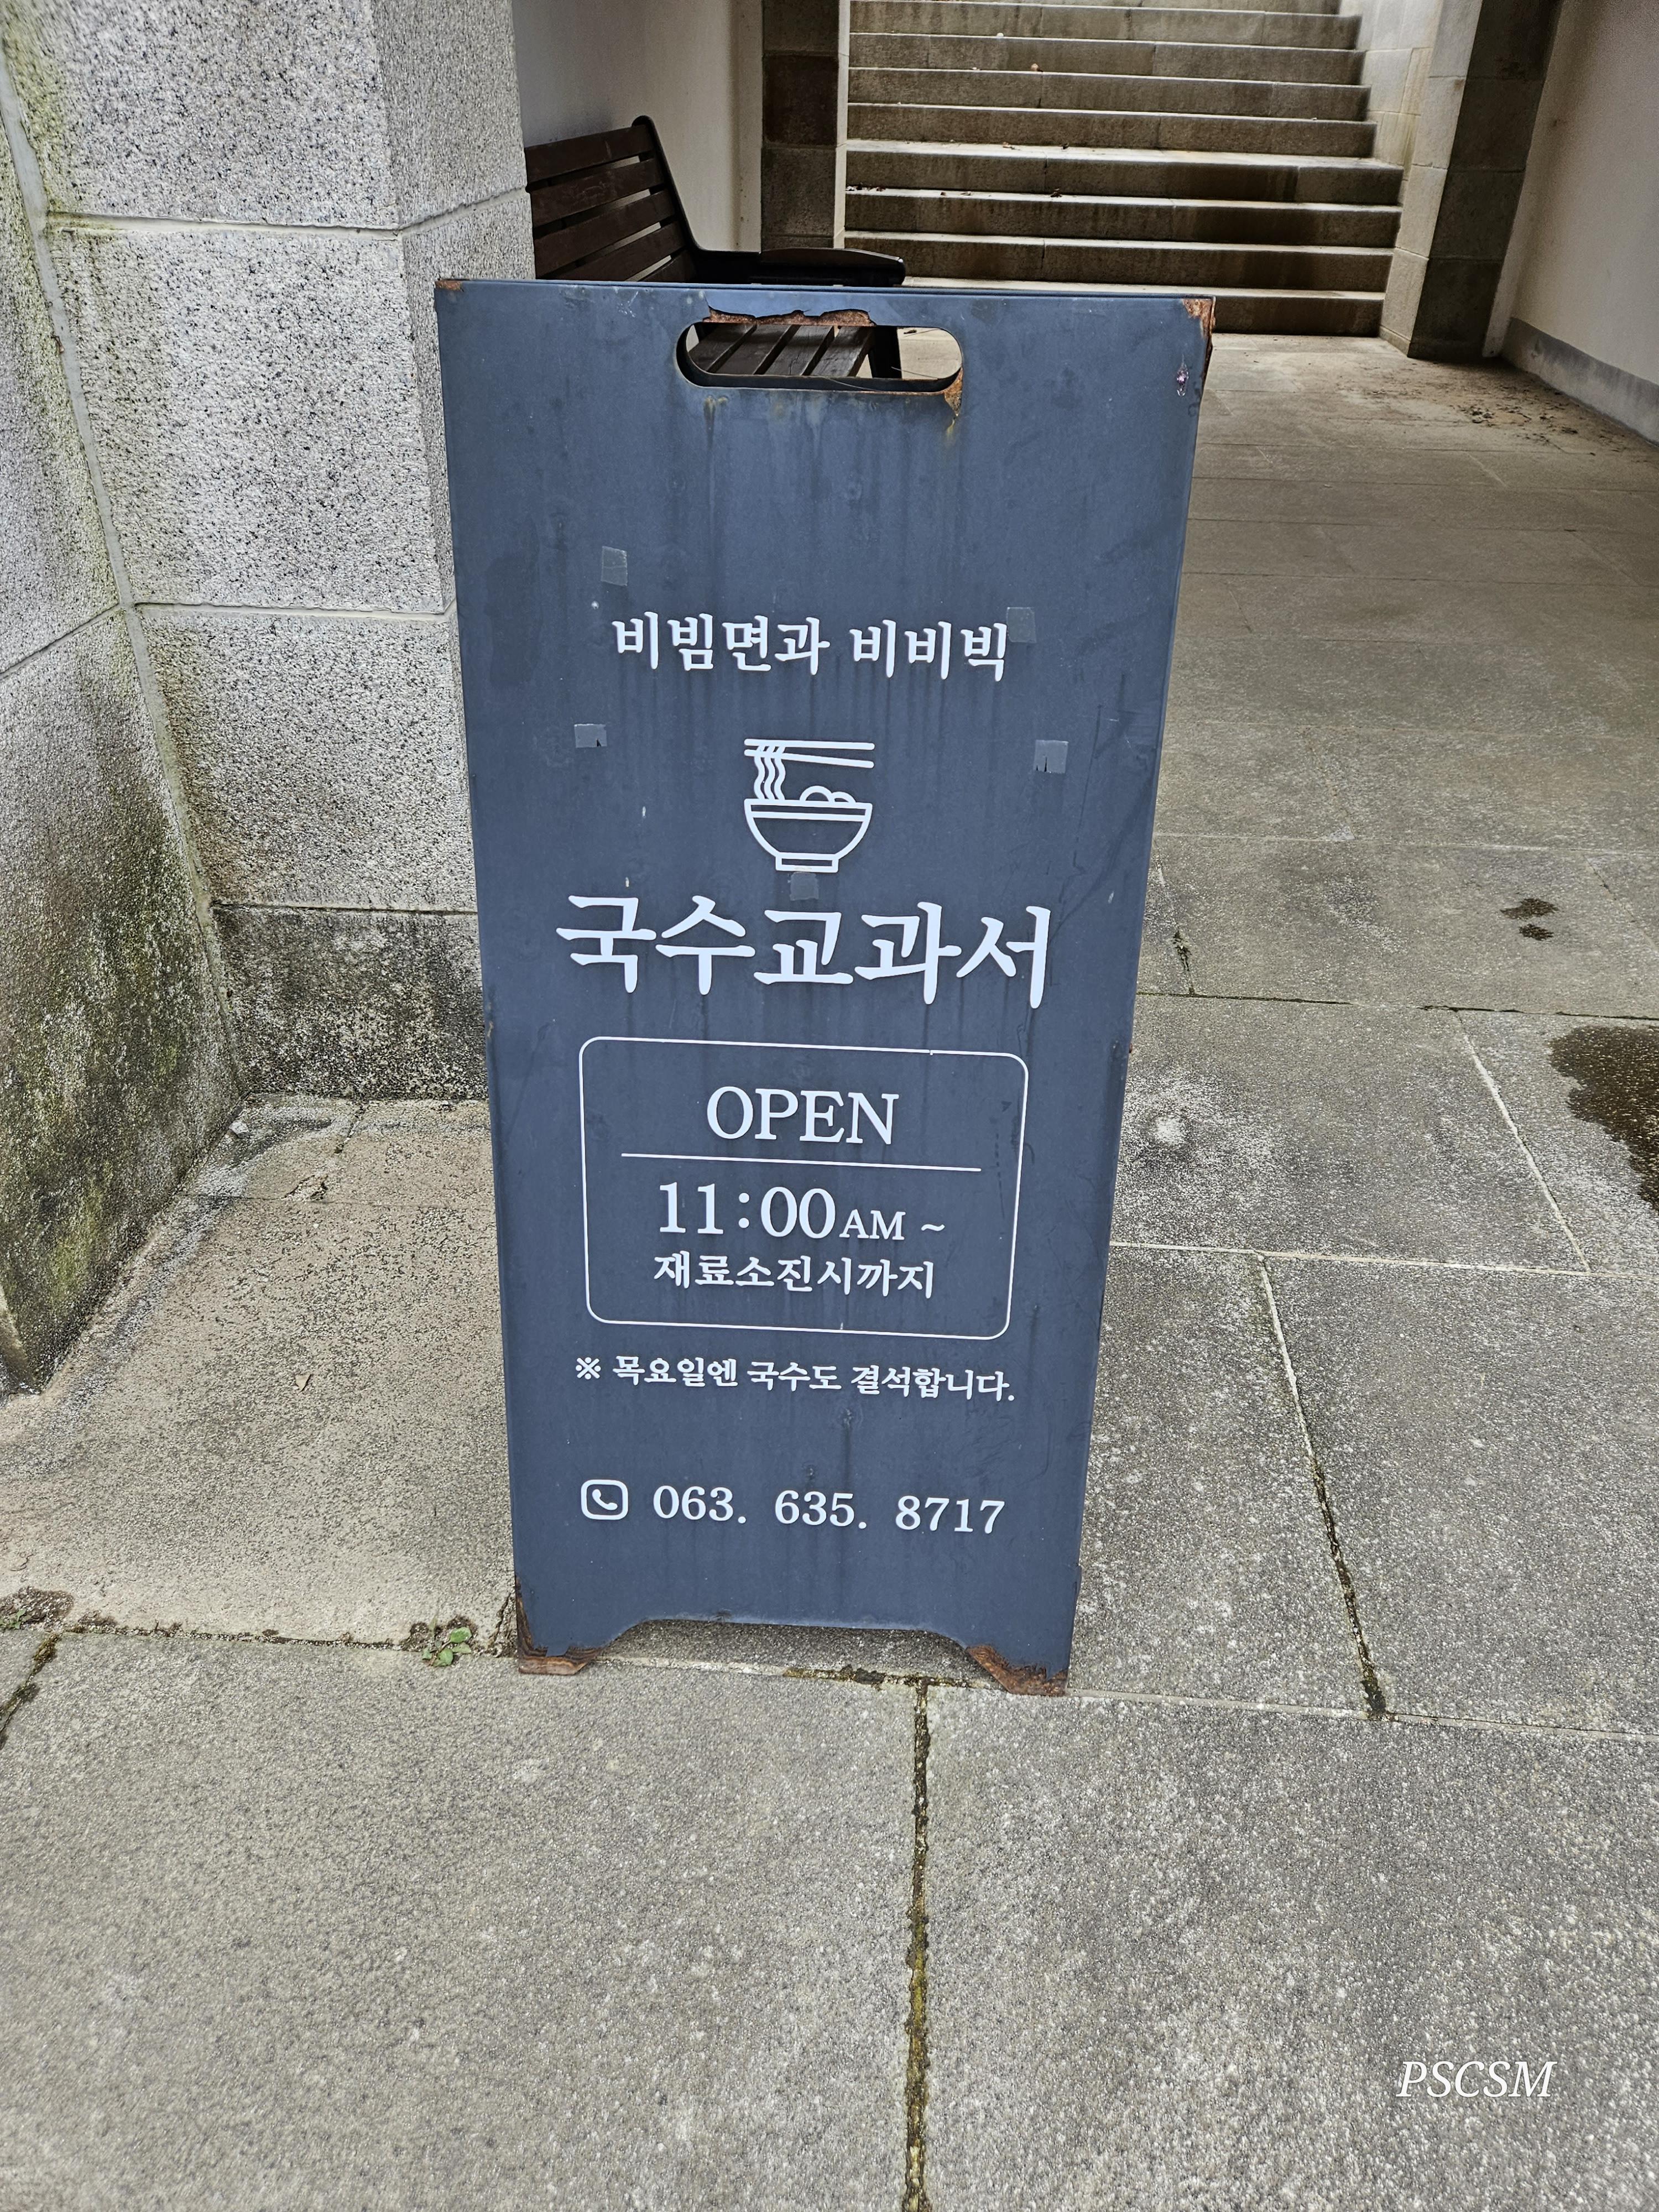 비빔면과 비비빅
국수교과서
OPEN
11:00AM ~
재료소진시까지
※ 목요일엔 국수도 결석합니다.
063. 635. 8717
PSCSM